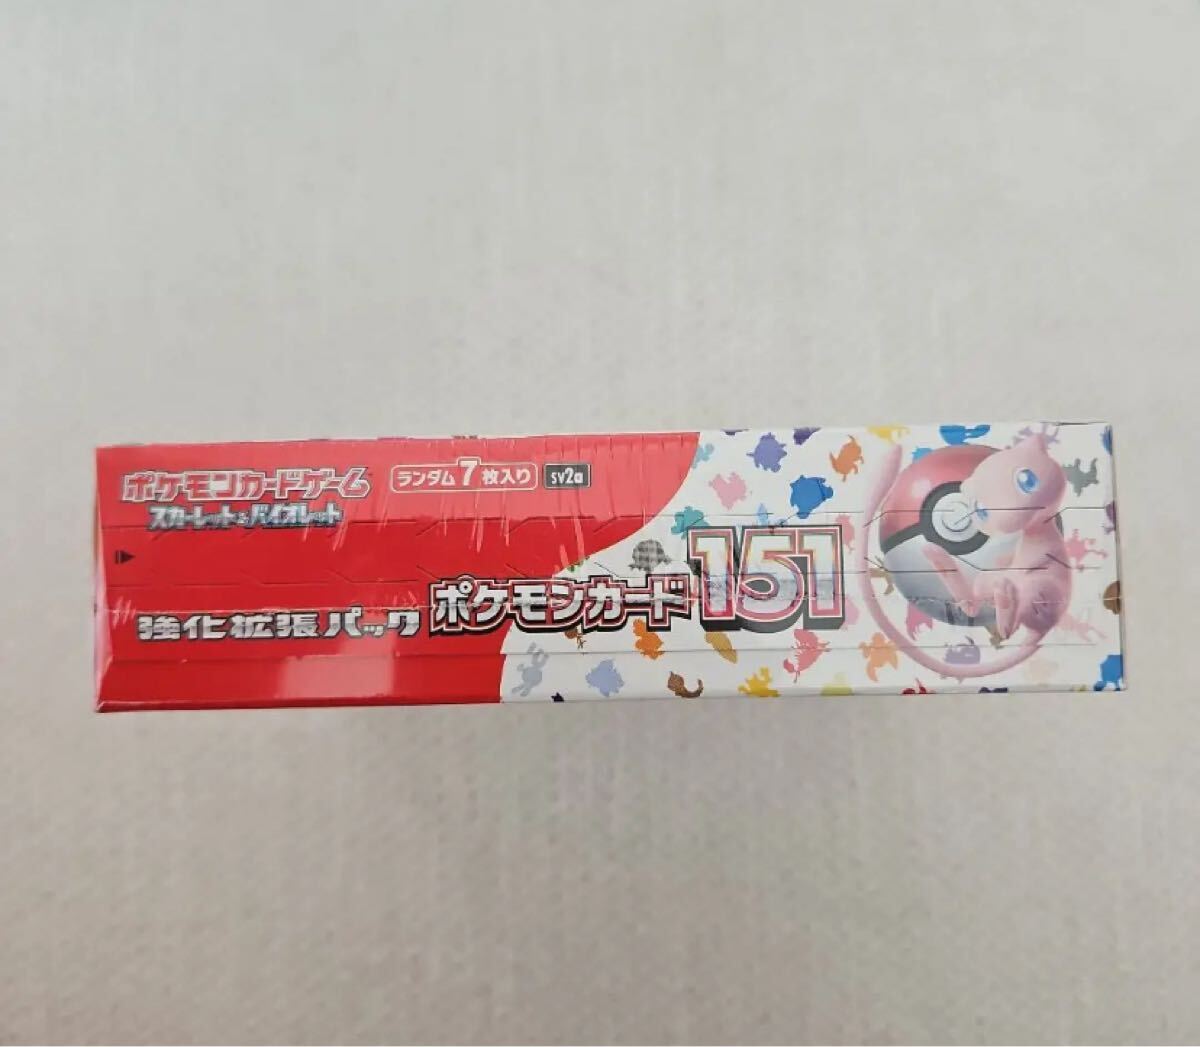 ポケモンカードゲーム
スカーレット&バイオレット
ランダム7枚入り
SV2a
強化拡張パック
ポケモンカード151